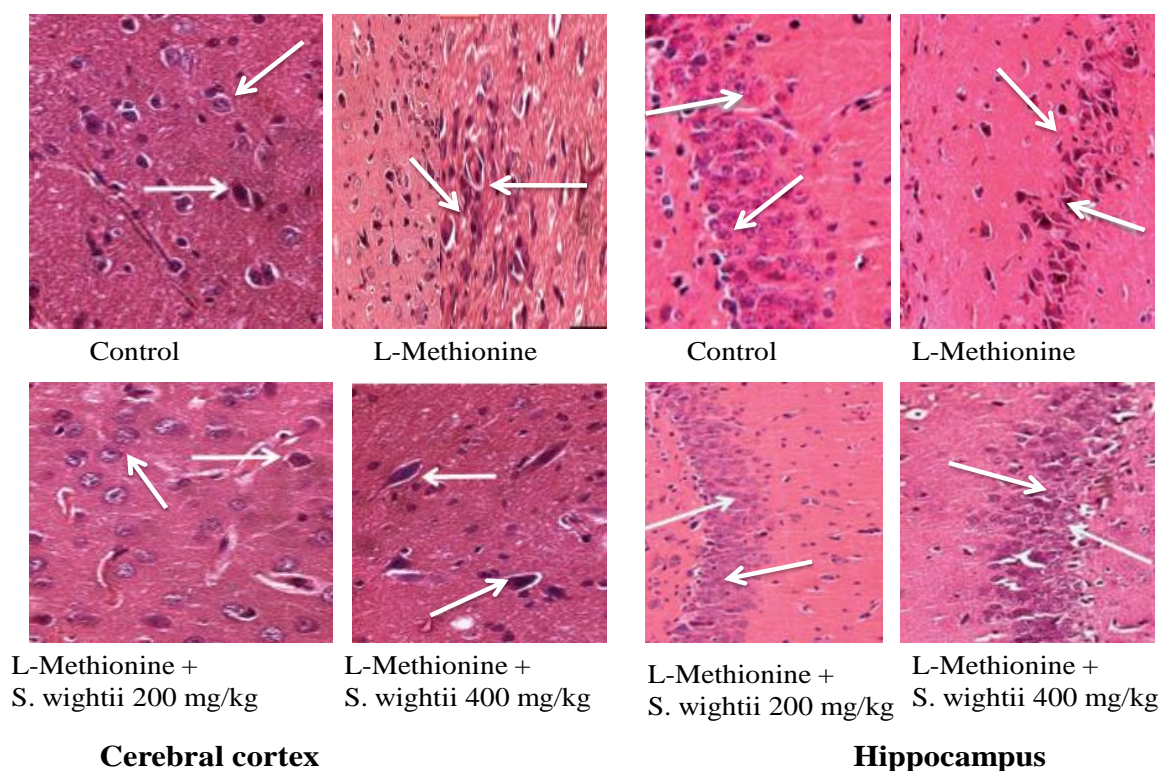 Control
L-Methionine
Control
L-Methionine
L-Methionine +
S. wightii 200 mg/kg
L-Methionine +
S. wightii 400 mg/kg
L-Methionine +
S. wightii 200 mg/kg
L-Methionine +
S. wightii 400 mg/kg
Cerebral cortex
Hippocampus